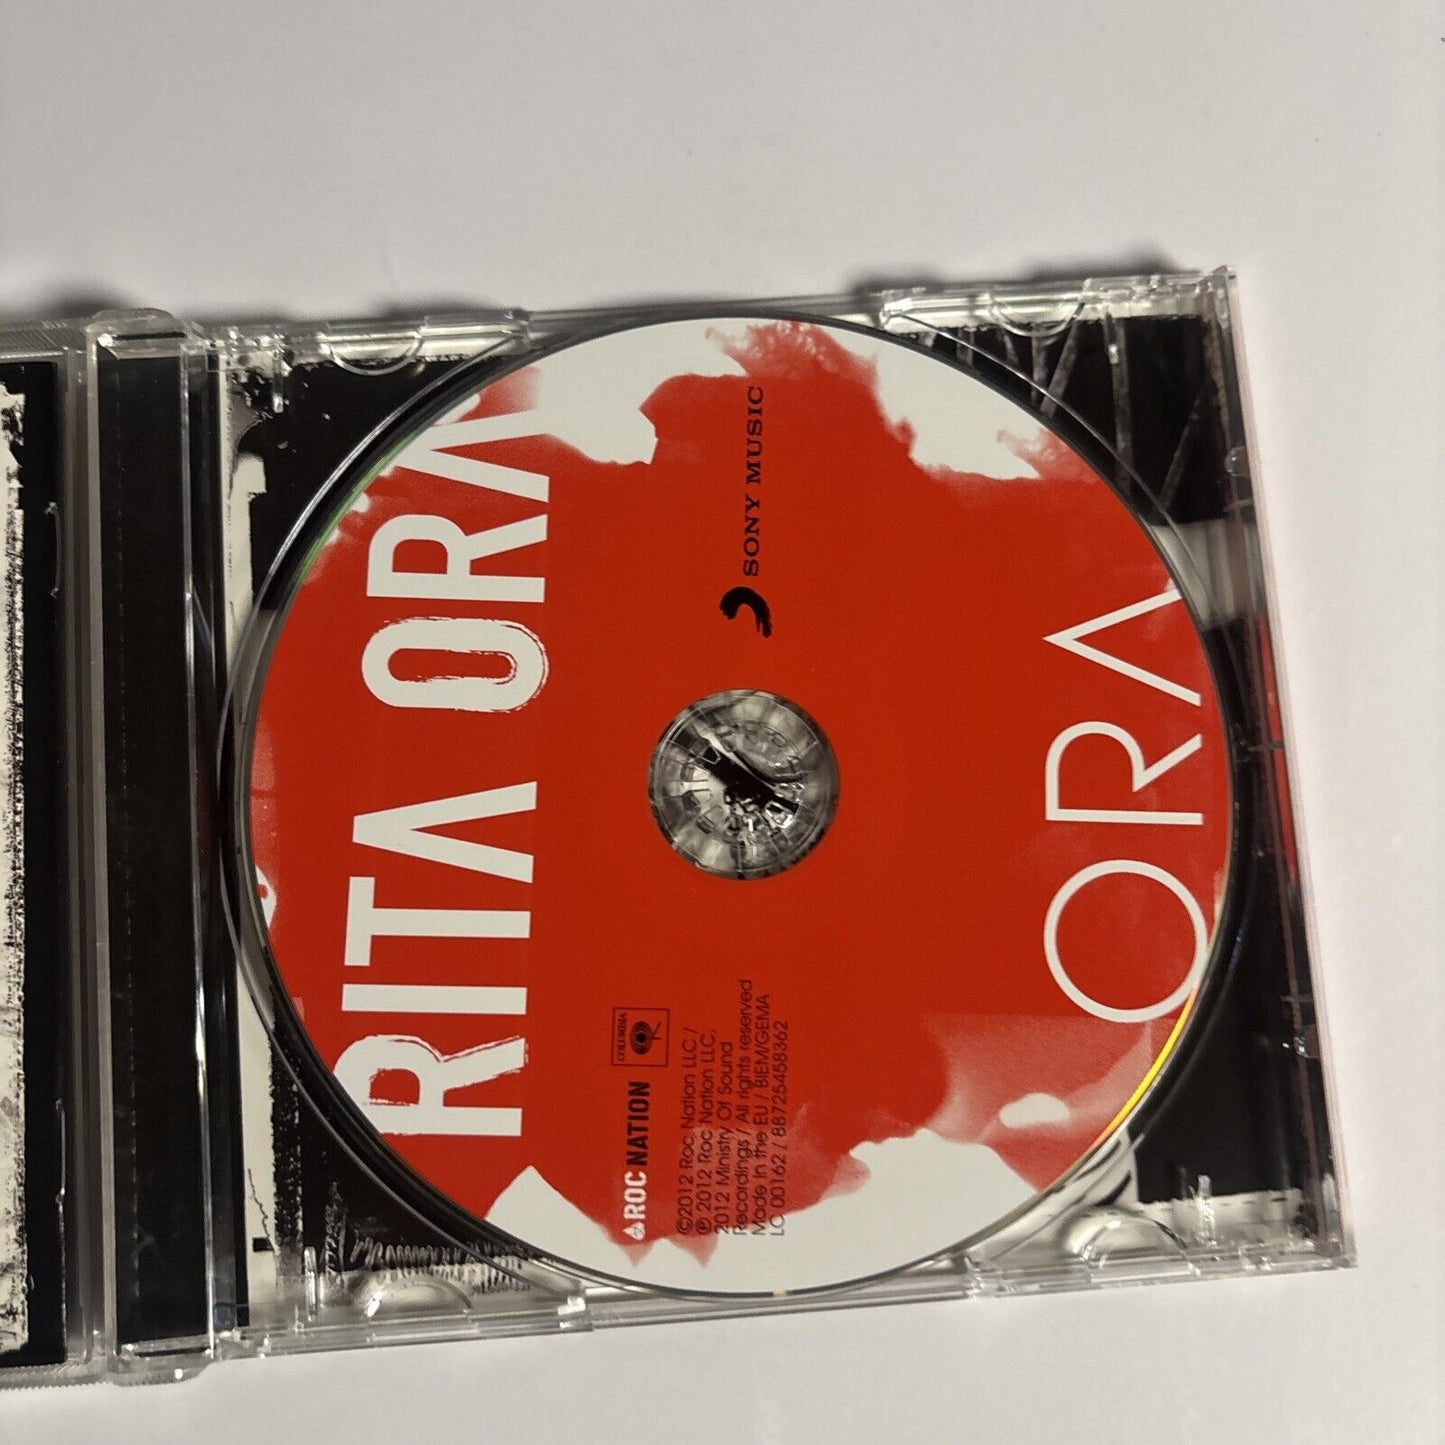 RITA ORA
COLUMBIA
ROC NATION
©2012 Roc Nation LLC /
℗ 2012 Roc Nation LLC,
2012 Ministry Of Sound
Recordings / All rights reserved
Made in the EU / BIEM/GEMA
LC 00162 / 88725458362
SONY MUSIC
ORA